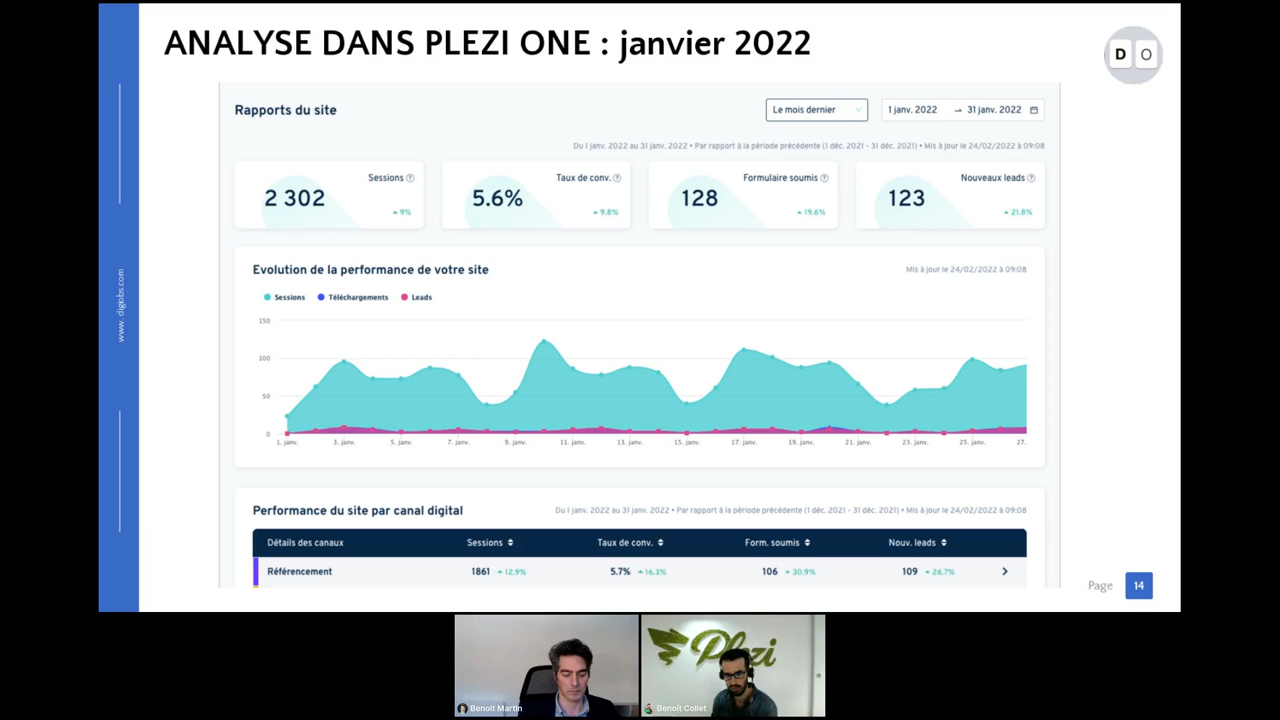 ANALYSE DANS PLEZI ONE : janvier 2022
D O
www. digiobs.com
Rapports du site
Le mois dernier
1 janv. 2022 → 31 janv. 2022
Du 1 janv. 2022 au 31 janv. 2022 • Par rapport à la période précédente (1 déc. 2021 - 31 déc. 2021) • Mis à jour le 24/02/2022 à 09:08
Sessions
2 302
9%
Taux de conv.
5.6%
9.8%
Formulaire soumis
128
19.6%
Nouveaux leads
123
21.8%
Evolution de la performance de votre site
Mis à jour le 24/02/2022 à 09:08
Sessions Téléchargements Leads
150
100
50
0
1. janv. 3. janv. 5. janv. 7. janv. 9. janv. 11. janv. 13. janv. 15. janv. 17. janv. 19. janv. 21. janv. 23. janv. 25. janv. 27.
Performance du site par canal digital
Du 1 janv. 2022 au 31 janv. 2022 • Par rapport à la période précédente (1 déc. 2021 - 31 déc. 2021) • Mis à jour le 24/02/2022 à 09:08
Détails des canaux Sessions Taux de conv. Form. soumis Nouv. leads
Référencement 1861 12.9% 5.7% 16.3% 106 30.9% 109 26.7%
Page 14
Plezi
Benoit Martin
Benoît Collet